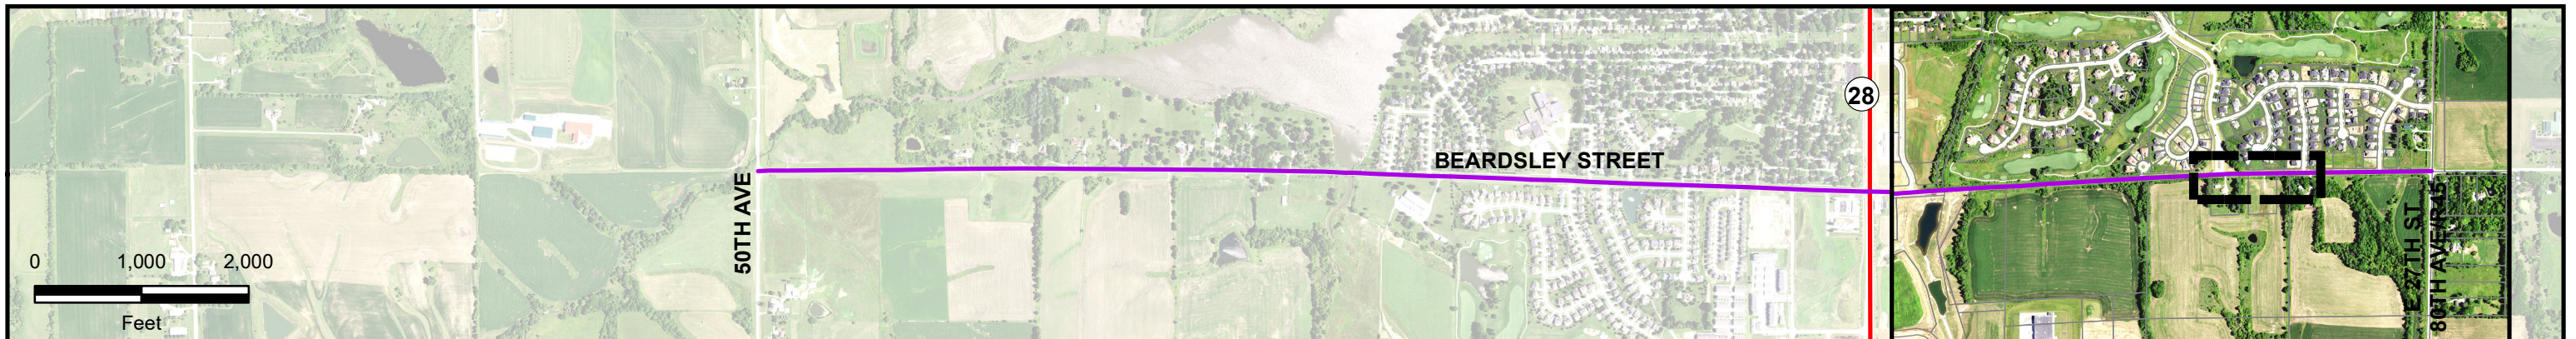 28
BEARDSLEY STREET
50TH AVE
E 27TH ST
80TH AVE/R45
0 1,000 2,000
Feet